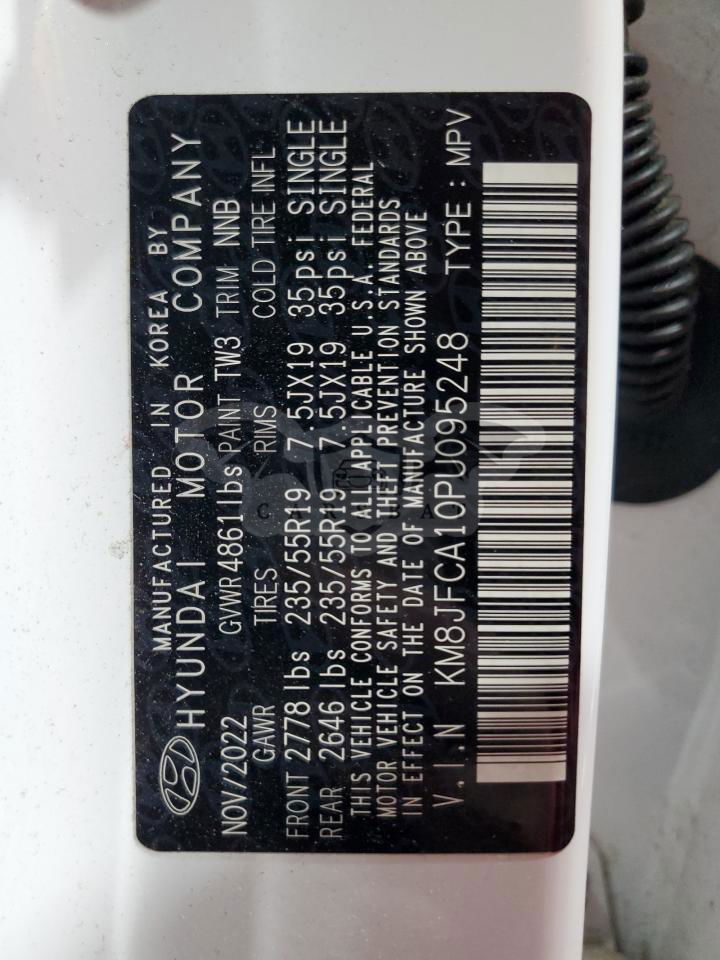 MANUFACTURED IN KOREA BY
HYUNDAI MOTOR COMPANY
NOV/2022 GVWR 4861 lbs PAINT TW3 TRIM NNB
GAWR TIRES RIMS COLD TIRE INFL
FRONT 2778 lbs 235/55R19 7.5JX19 35psi SINGLE
REAR 2646 lbs 235/55R19 7.5JX19 35psi SINGLE
THIS VEHICLE CONFORMS TO ALL APPLICABLE U.S.A. FEDERAL
MOTOR VEHICLE SAFETY AND THEFT PREVENTION STANDARDS
IN EFFECT ON THE DATE OF MANUFACTURE SHOWN ABOVE
V.I.N KM8JFCA10PU095248 TYPE : MPV